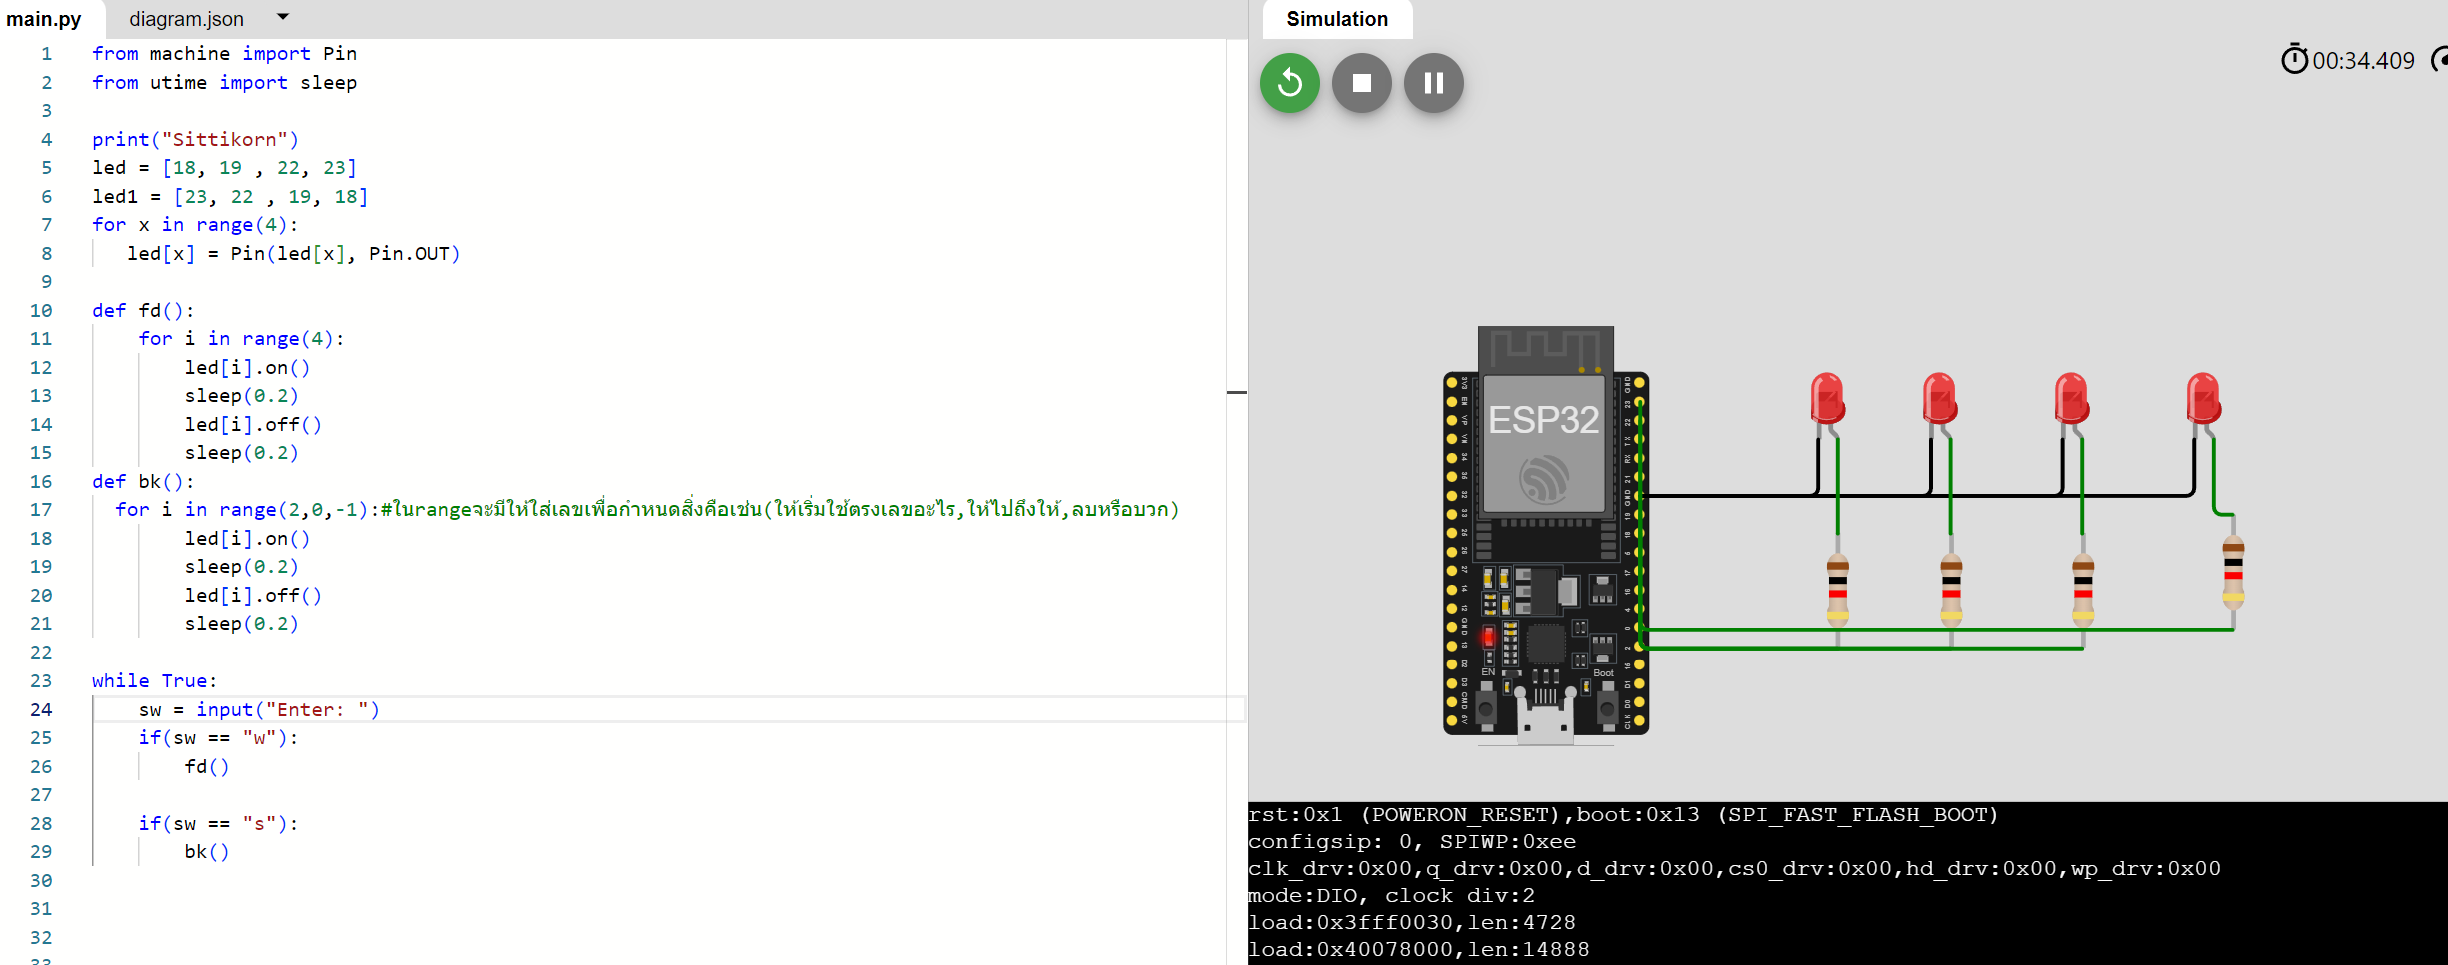 main.py diagram.json
1 from machine import Pin
2 from utime import sleep
3
4 print("Sittikorn")
5 led = [18, 19 , 22, 23]
6 led1 = [23, 22 , 19, 18]
7 for x in range(4):
8 led[x] = Pin(led[x], Pin.OUT)
9
10 def fd():
11 for i in range(4):
12 led[i].on()
13 sleep(0.2)
14 led[i].off()
15 sleep(0.2)
16 def bk():
17 for i in range(2,0,-1):#ในrangeจะมีให้ใส่เลขเพื่อกำหนดสิ่งคือเช่น(ให้เริ่มใช้ตรงเลขอะไร,ให้ไปถึงให้,ลบหรือบวก)
18 led[i].on()
19 sleep(0.2)
20 led[i].off()
21 sleep(0.2)
22
23 while True:
24 sw = input("Enter: ")
25 if(sw == "w"):
26 fd()
27
28 if(sw == "s"):
29 bk()
30
31
32
33
Simulation
00:34.409
ESP32
EN
Boot
rst:0x1 (POWERON_RESET),boot:0x13 (SPI_FAST_FLASH_BOOT)
configsip: 0, SPIWP:0xee
clk_drv:0x00,q_drv:0x00,d_drv:0x00,cs0_drv:0x00,hd_drv:0x00,wp_drv:0x00
mode:DIO, clock div:2
load:0x3fff0030,len:4728
load:0x40078000,len:14888